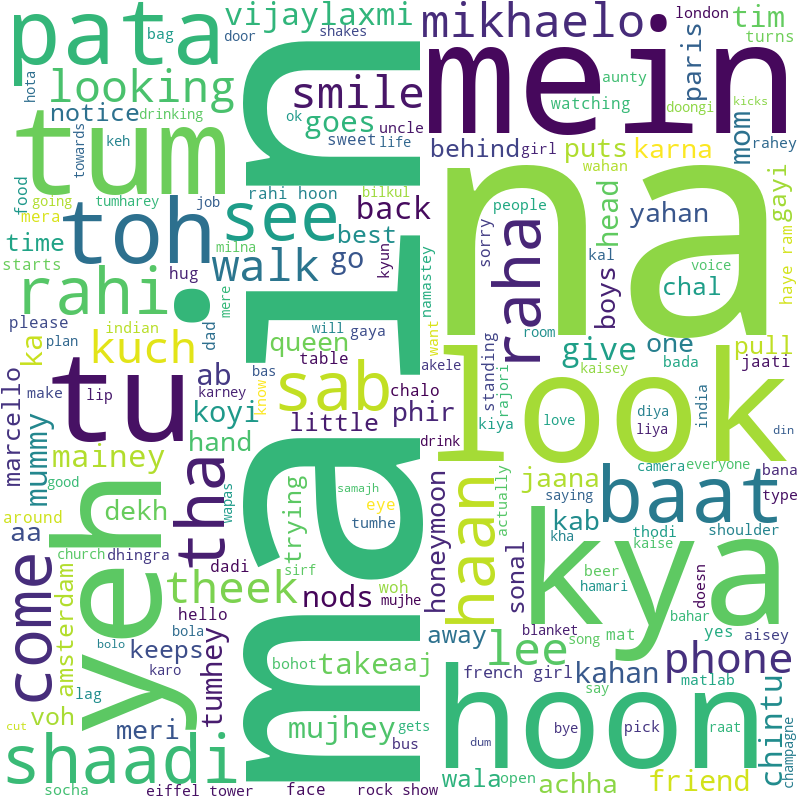 pata
bag
door
vijaylaxmi
shakes
mikhaelo
london
tim
turns
hota
looking
smile
mein
paris
aunty
watching
doongi
kicks
notice
drinking
ok
goes
uncle
sweet
life
towards
keh
tum
main
behind
girl
puts
karna
wahan
mom
rahey
food
going
mera
tumharey
job
rahi hoon
bilkul
back
na
people
head
yahan
gayi
toh
see
best
time
starts
milna
walk
go
kyun
namastey
sorry
raha
kal
boys
chal
voice
haye ram
rahi
hug
mere
please
plan
indian
dad
queen
will
gaya
want
room
give
one
pull
ka
kuch
table
bas
akele
standing
rajori
kaisey
bada
jaati
make
lip
tu
ab
karney
know
sab
chalo
look
kiya
love
diya
liya
india
din
marcello
mummy
koyi
little
phir
hand
drink
mainey
good
yeh
tha
wapas
trying
samajh
eye
tumhe
honeymoon
haan
actually
jaana
camera
everyone
bana
type
saying
baat
around
aa
dekh
church
dhingra
dadi
sirf
woh
mujhe
sonal
kab
kha
thodi
kaise
shoulder
come
amsterdam
theek
nods
kya
beer
hamari
bahar
doesn
hello
bolo
bola
keeps
karo
tumhey
bohot
take
aaj
away
blanket
song
mat
yes
aisey
lee
lag
voh
meri
mujhey
gets
bus
french girl
say
kahan
phone
matlab
chintu
champagne
cut
shaadi
hoon
dum
bye
pick
raat
socha
eiffel tower
face
rock show
wala
open
achha
friend